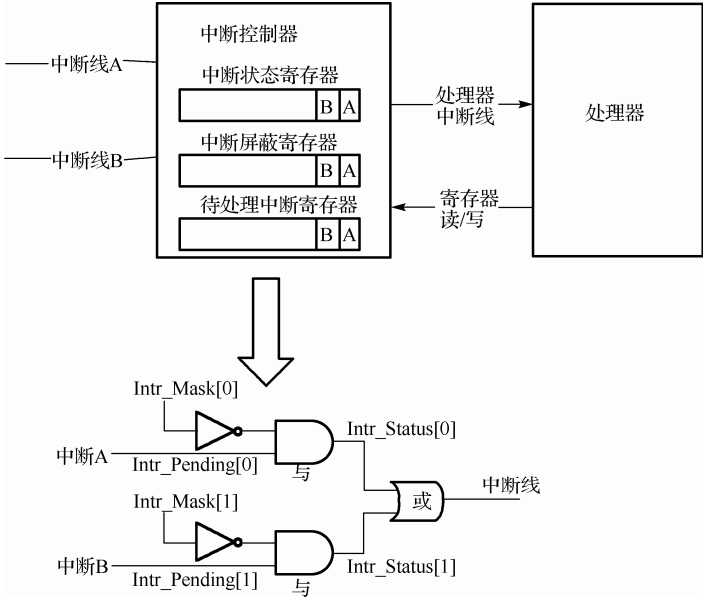 中断控制器
中断线A
中断状态寄存器
B A
处理器
中断线
处理器
中断屏蔽寄存器
中断线B
B A
待处理中断寄存器
寄存器
读/写
B A
Intr_Mask[0]
Intr_Status[0]
中断A
Intr_Pending[0]
与
Intr_Mask[1]
或
中断线
中断B
Intr_Pending[1]
Intr_Status[1]
与